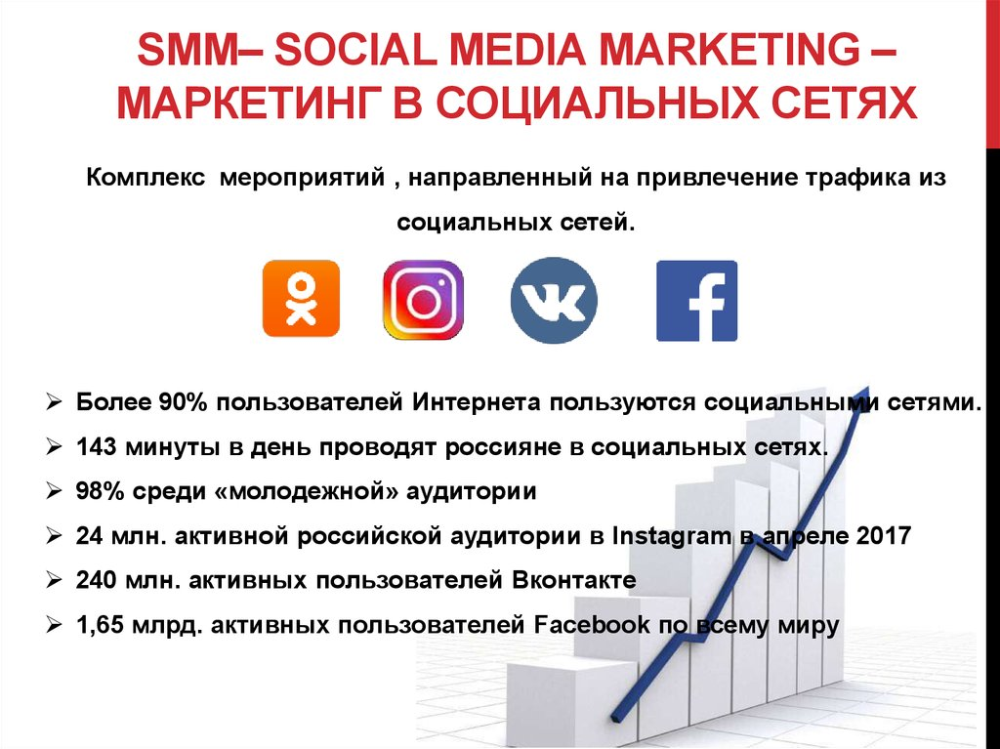 SMM– SOCIAL MEDIA MARKETING –
МАРКЕТИНГ В СОЦИАЛЬНЫХ СЕТЯХ
Комплекс мероприятий , направленный на привлечение трафика из
социальных сетей.
Более 90% пользователей Интернета пользуются социальными сетями.
143 минуты в день проводят россияне в социальных сетях.
98% среди «молодежной» аудитории
24 млн. активной российской аудитории в Instagram в апреле 2017
240 млн. активных пользователей Вконтакте
1,65 млрд. активных пользователей Facebook по всему миру